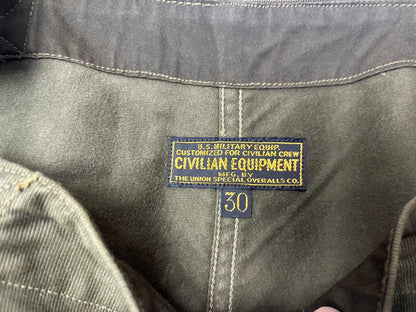 U.S. MILITARY EQUIP.
CUSTOMIZED FOR CIVILIAN CREW
CIVILIAN EQUIPMENT
MFG. BY
THE UNION SPECIAL OVERALLS CO.
30